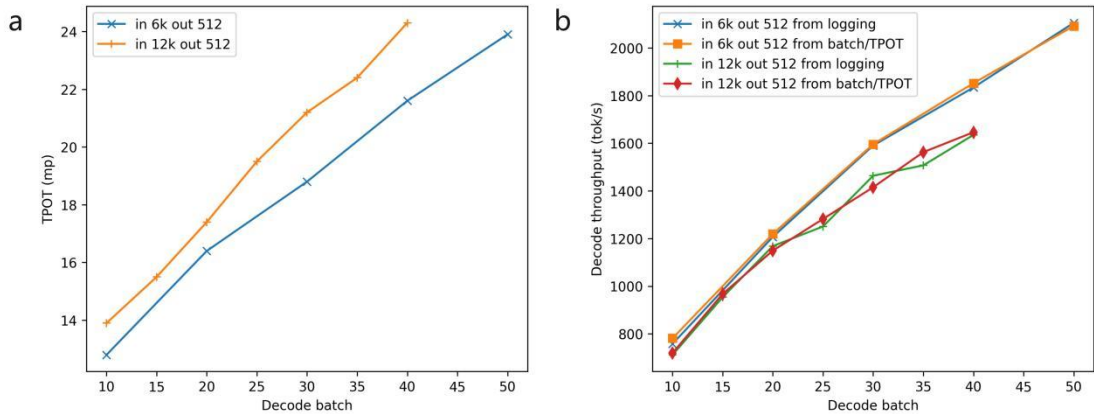 a
in 6k out 512
in 12k out 512
TPOT (mp)
24
22
20
18
16
14
10 15 20 25 30 35 40 45 50
Decode batch
b
in 6k out 512 from logging
in 6k out 512 from batch/TPOT
in 12k out 512 from logging
in 12k out 512 from batch/TPOT
Decode throughput (tok/s)
2000
1800
1600
1400
1200
1000
800
10 15 20 25 30 35 40 45 50
Decode batch